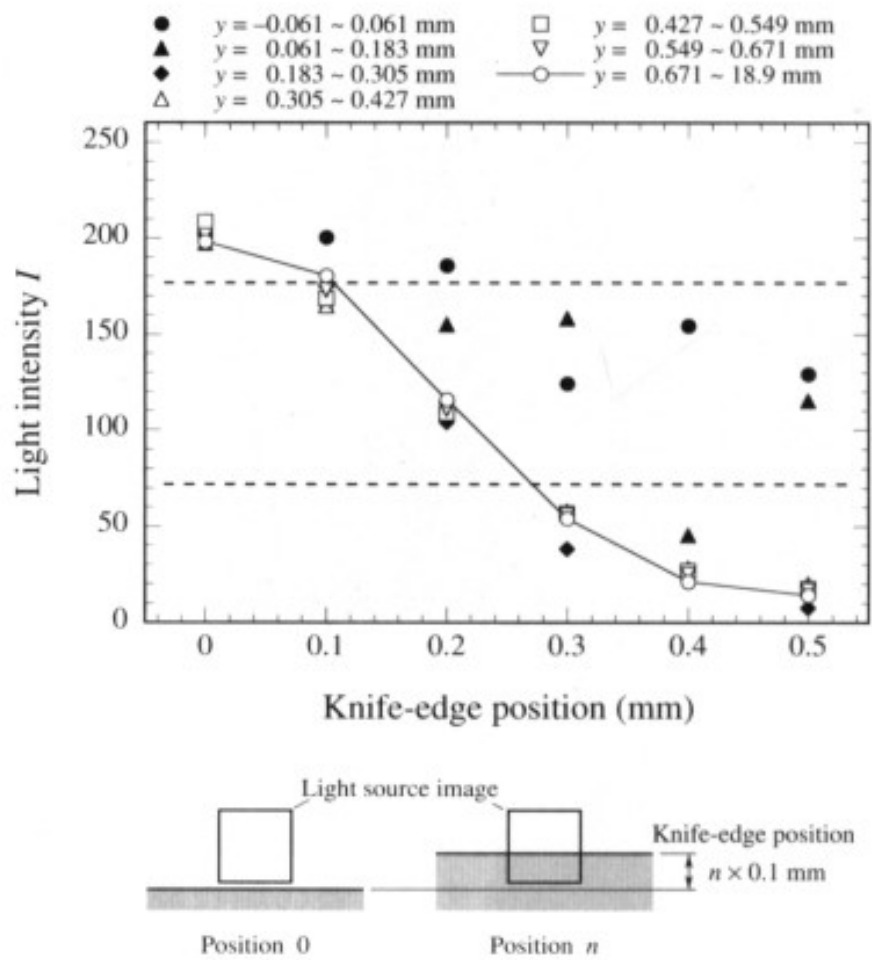 ● y = –0.061 ~ 0.061 mm
▲ y = 0.061 ~ 0.183 mm
◆ y = 0.183 ~ 0.305 mm
△ y = 0.305 ~ 0.427 mm
□ y = 0.427 ~ 0.549 mm
▽ y = 0.549 ~ 0.671 mm
—○— y = 0.671 ~ 18.9 mm
250
200
150
100
50
0
Light intensity I
0 0.1 0.2 0.3 0.4 0.5
Knife-edge position (mm)
Light source image
Knife-edge position
n × 0.1 mm
Position 0
Position n